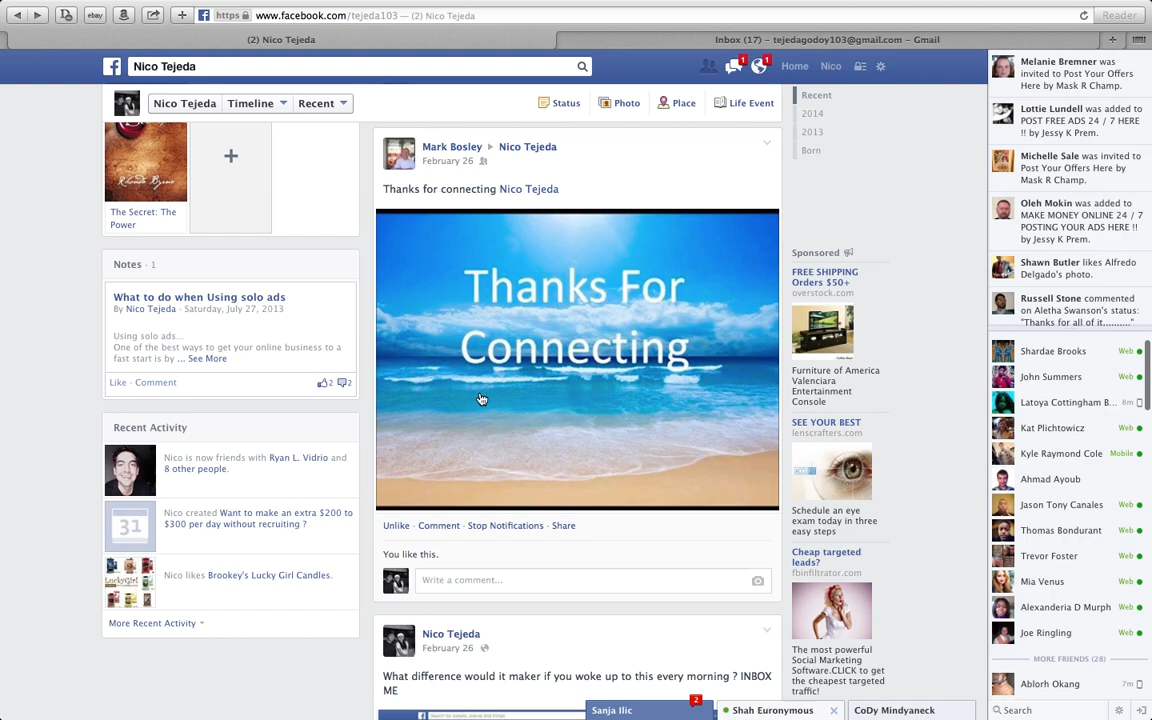 https www.facebook.com/tejeda103 — (2) Nico Tejeda
Reader
ebay
(2) Nico Tejeda
Inbox (17) – tejedagodoy103@gmail.com – Gmail
Nico Tejeda
1
1
Home
Nico
Nico Tejeda
Timeline
Recent
Status
Photo
Place
Life Event
Rhonda Byrne
The Secret: The
Power
Notes · 1
What to do when Using solo ads
By Nico Tejeda · Saturday, July 27, 2013
Using solo ads...
One of the best ways to get your online business to a
fast start is by ... See More
Like · Comment
2
2
Recent Activity
Nico is now friends with Ryan L. Vidrio and
8 other people.
31
Nico created Want to make an extra $200 to
$300 per day without recruiting ?
Nico likes Brookey's Lucky Girl Candles.
More Recent Activity
Mark Bosley
Nico Tejeda
February 26
Thanks for connecting Nico Tejeda
Thanks For
Connecting
Unlike · Comment · Stop Notifications · Share
You like this.
Write a comment...
Nico Tejeda
February 26
What difference would it maker if you woke up to this every morning ? INBOX
ME
Recent
2014
2013
Born
Sponsored
FREE SHIPPING
Orders $50+
overstock.com
Furniture of America
Valenciara
Entertainment
Console
SEE YOUR BEST
lenscrafters.com
Schedule an eye
exam today in three
easy steps
Cheap targeted
leads?
fbinfiltrator.com
The most powerful
Social Marketing
Software.CLICK to get
the cheapest targeted
traffic!
Melanie Bremner was
invited to Post Your Offers
Here by Mask R Champ.
Lottie Lundell was added to
POST FREE ADS 24 / 7 HERE
!! by Jessy K Prem.
Michelle Sale was invited to
Post Your Offers Here by
Mask R Champ.
Oleh Mokin was added to
MAKE MONEY ONLINE 24 / 7
POSTING YOUR ADS HERE !!
by Jessy K Prem.
Shawn Butler likes Alfredo
Delgado's photo.
Russell Stone commented
on Aletha Swanson's status:
"Thanks for all of it.........."
Shardae Brooks Web
John Summers Web
Latoya Cottingham B... 8m
Kat Plichtowicz Web
Kyle Raymond Cole Mobile
Ahmad Ayoub
Jason Tony Canales Web
Thomas Bondurant Web
Trevor Foster Web
Mia Venus Web
Alexanderia D Murph Web
Joe Ringling Web
MORE FRIENDS (28)
Ablorh Okang 7m
Search
Sanja Ilic
2
Shah Euronymous
CoDy Mindyaneck